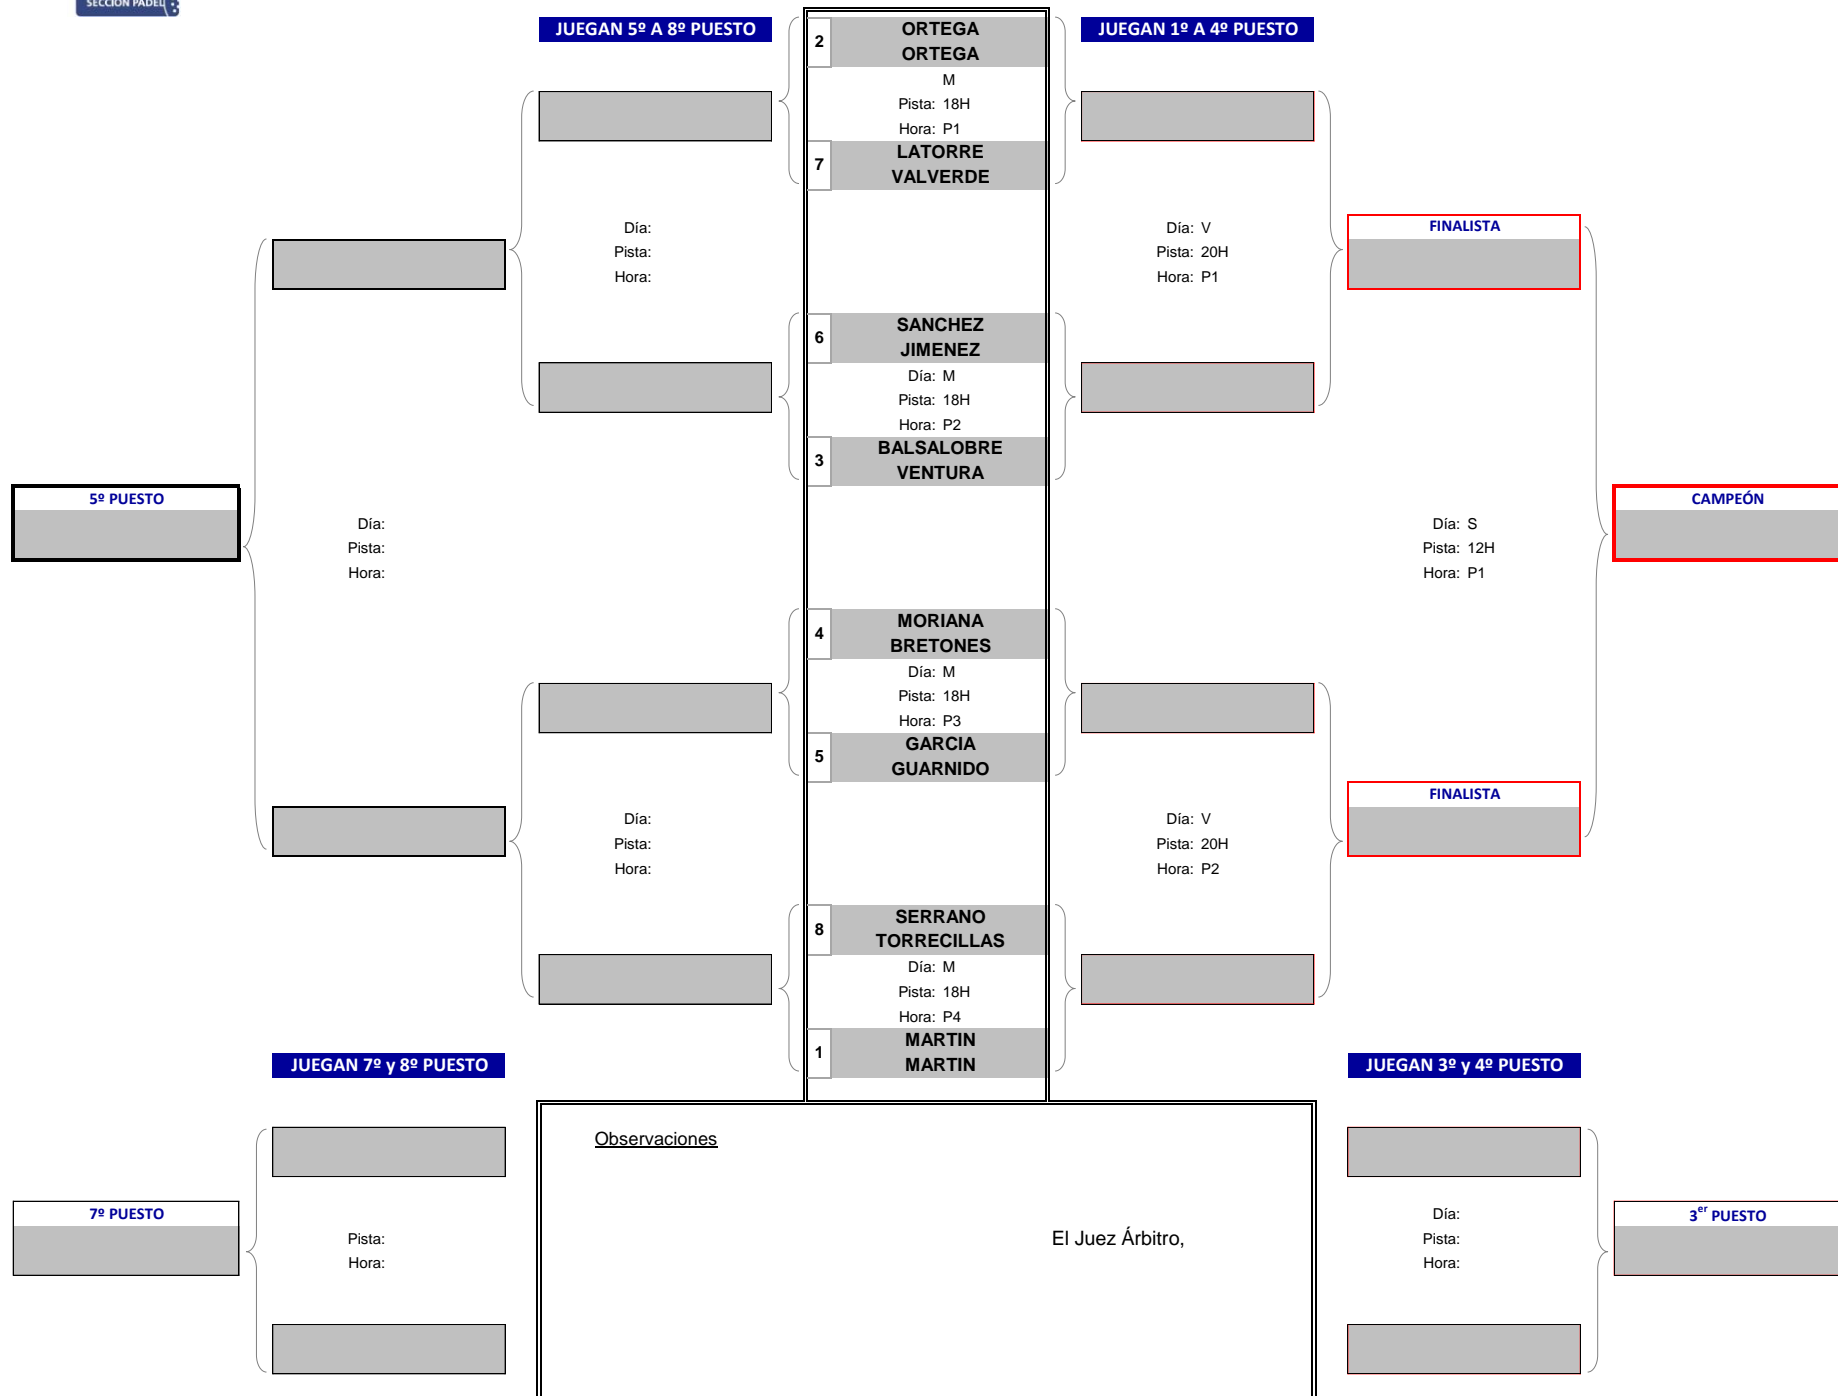 SECCIÓN PADEL
JUEGAN 5º A 8º PUESTO
JUEGAN 1º A 4º PUESTO
2
ORTEGA
ORTEGA
M
Pista: 18H
Hora: P1
7
LATORRE
VALVERDE
Día:
Pista:
Hora:
Día: V
Pista: 20H
Hora: P1
FINALISTA
6
SANCHEZ
JIMENEZ
Día: M
Pista: 18H
Hora: P2
3
BALSALOBRE
VENTURA
5º PUESTO
Día:
Pista:
Hora:
Día: S
Pista: 12H
Hora: P1
CAMPEÓN
4
MORIANA
BRETONES
Día: M
Pista: 18H
Hora: P3
5
GARCIA
GUARNIDO
Día:
Pista:
Hora:
Día: V
Pista: 20H
Hora: P2
FINALISTA
8
SERRANO
TORRECILLAS
Día: M
Pista: 18H
Hora: P4
1
MARTIN
MARTIN
JUEGAN 7º y 8º PUESTO
JUEGAN 3º y 4º PUESTO
Observaciones
El Juez Árbitro,
7º PUESTO
Pista:
Hora:
Día:
Pista:
Hora:
3er PUESTO